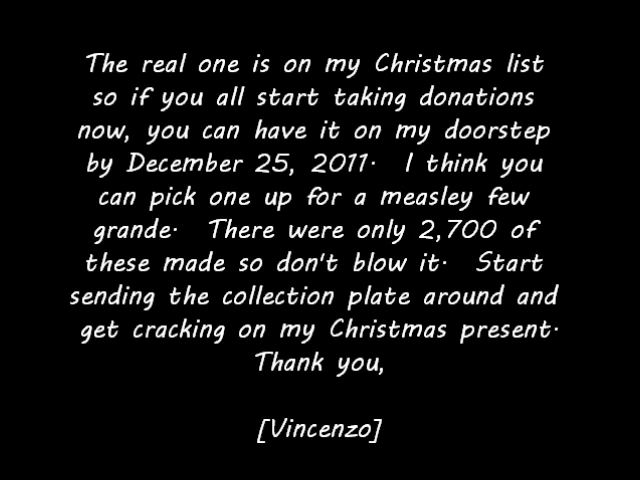 The real one is on my Christmas list
so if you all start taking donations
now, you can have it on my doorstep
by December 25, 2011. I think you
can pick one up for a measley few
grande. There were only 2,700 of
these made so don't blow it. Start
sending the collection plate around and
get cracking on my Christmas present.
Thank you,
[Vincenzo]